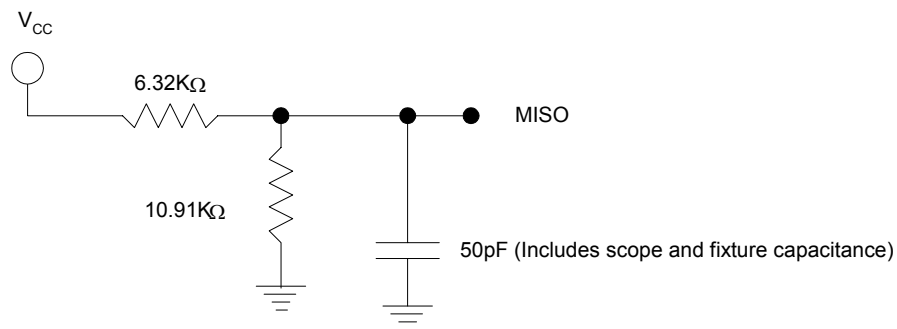 V_CC
6.32KΩ
MISO
10.91KΩ
50pF (Includes scope and fixture capacitance)